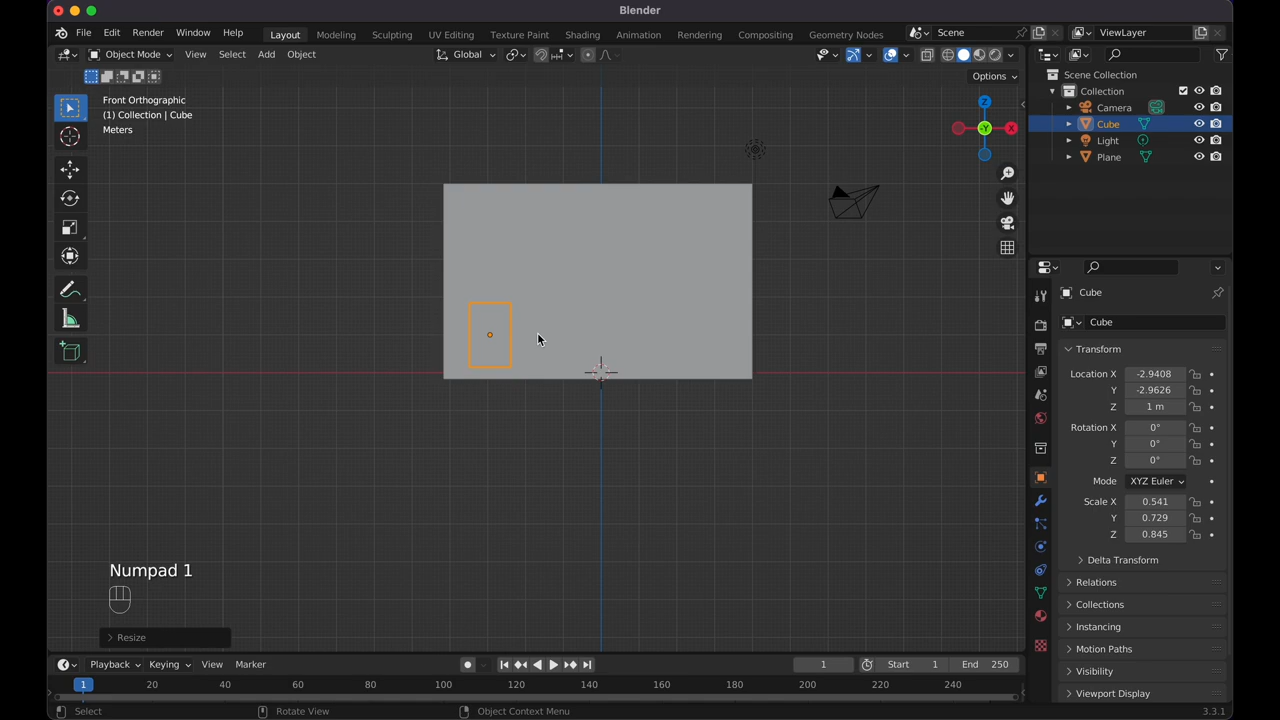 Blender
File Edit Render Window Help Layout Modeling Sculpting UV Editing Texture Paint Shading Animation Rendering Compositing Geometry Nodes Scene ViewLayer
Object Mode View Select Add Object Global
Options
Front Orthographic
(1) Collection | Cube
Meters
Z
-Y
X
Scene Collection
Collection
Camera
Cube
Light
Plane
Cube
Cube
Transform
Location X -2.9408
Y -2.9626
Z 1 m
Rotation X 0°
Y 0°
Z 0°
Mode XYZ Euler
Scale X 0.541
Y 0.729
Z 0.845
Delta Transform
Relations
Collections
Instancing
Motion Paths
Visibility
Viewport Display
Numpad 1
Resize
Playback Keying View Marker 1 Start 1 End 250
1 20 40 60 80 100 120 140 160 180 200 220 240
Select Rotate View Object Context Menu 3.3.1